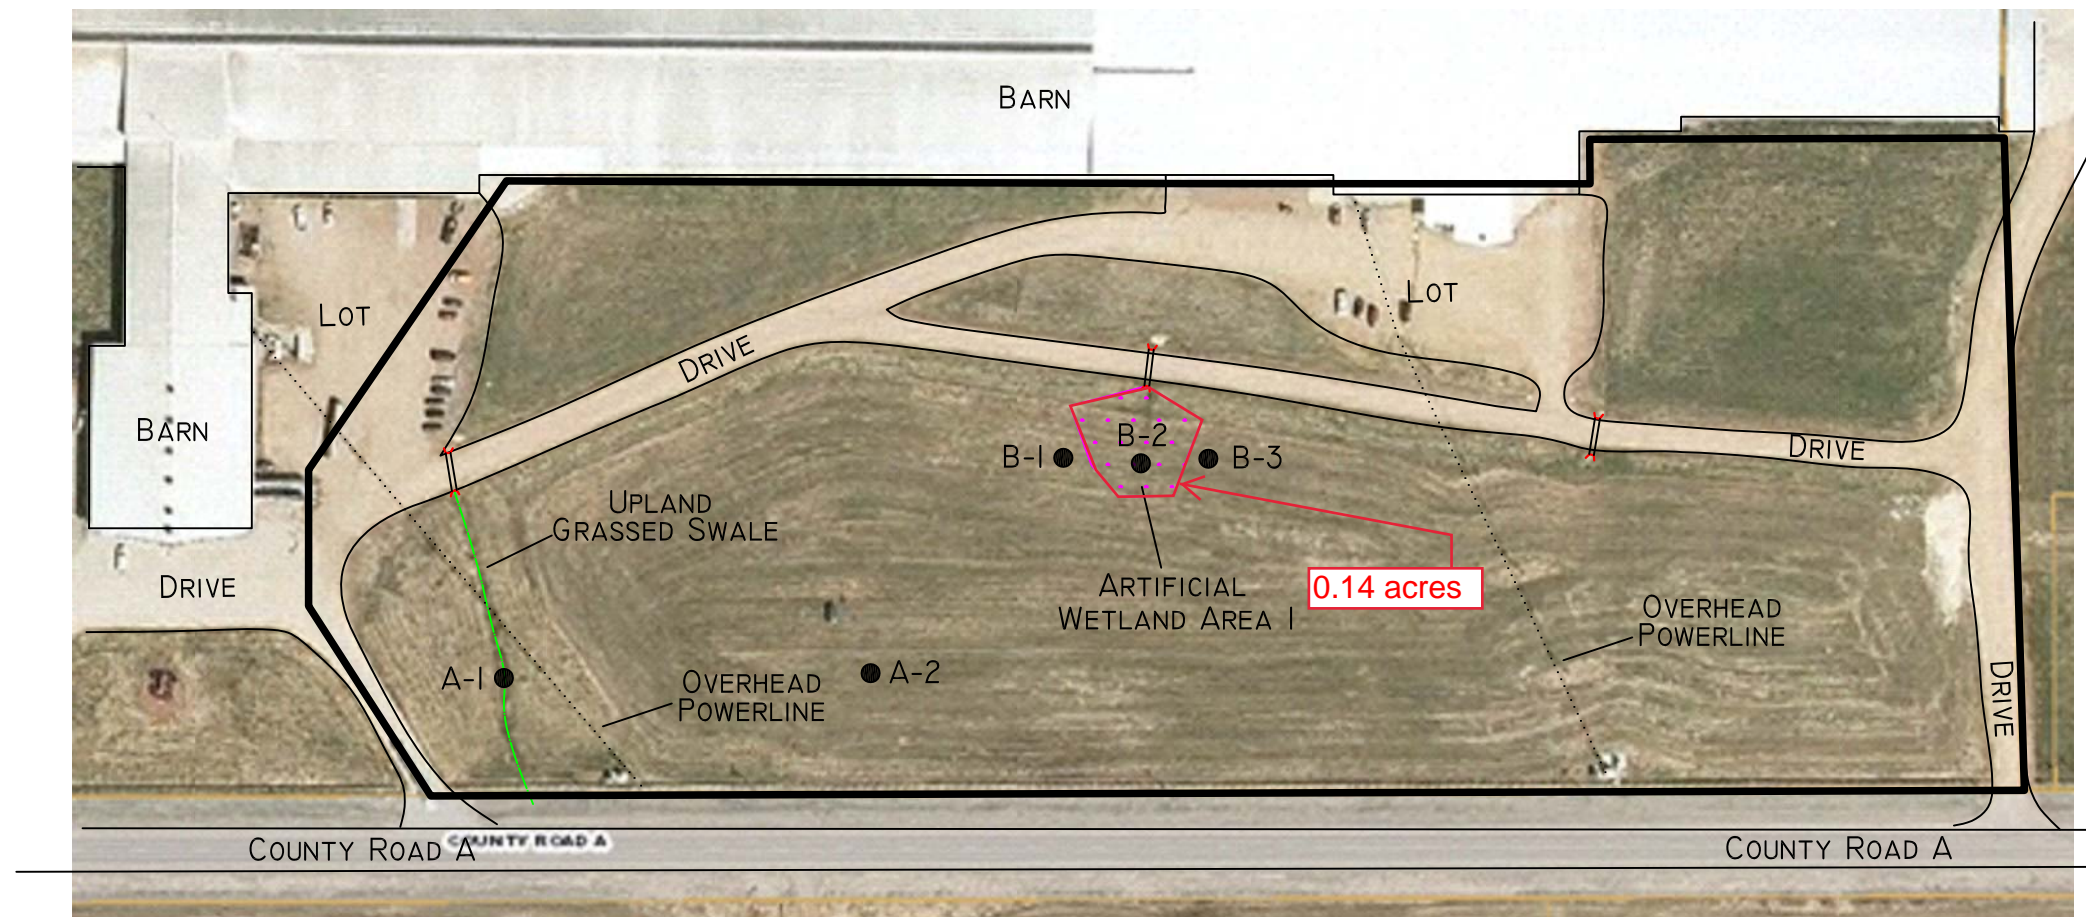 BARN
LOT
LOT
DRIVE
BARN
B-2
B-1
B-3
DRIVE
UPLAND
GRASSED SWALE
DRIVE
ARTIFICIAL
WETLAND AREA 1
0.14 acres
OVERHEAD
POWERLINE
A-1
A-2
OVERHEAD
POWERLINE
DRIVE
COUNTY ROAD A
COUNTY ROAD A
COUNTY ROAD A